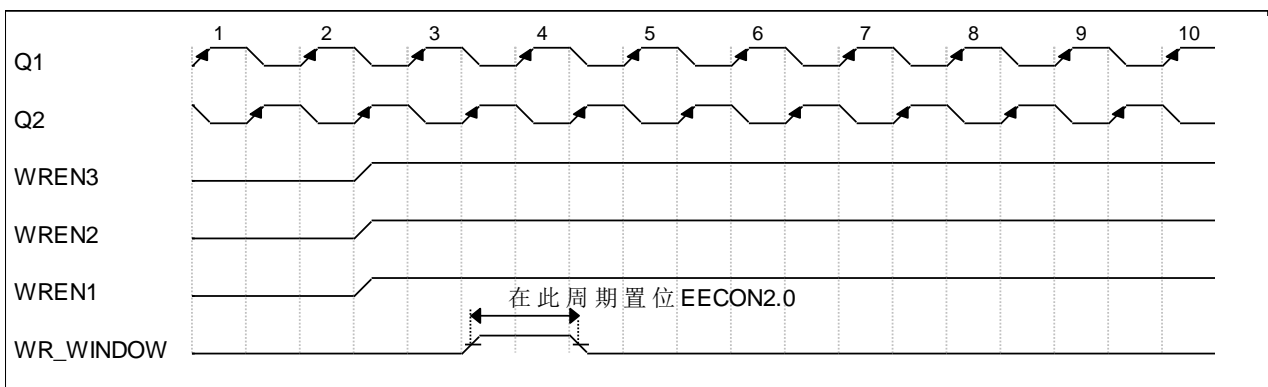 1 2 3 4 5 6 7 8 9 10
Q1
Q2
WREN3
WREN2
WREN1
在此周期置位EECON2.0
WR_WINDOW